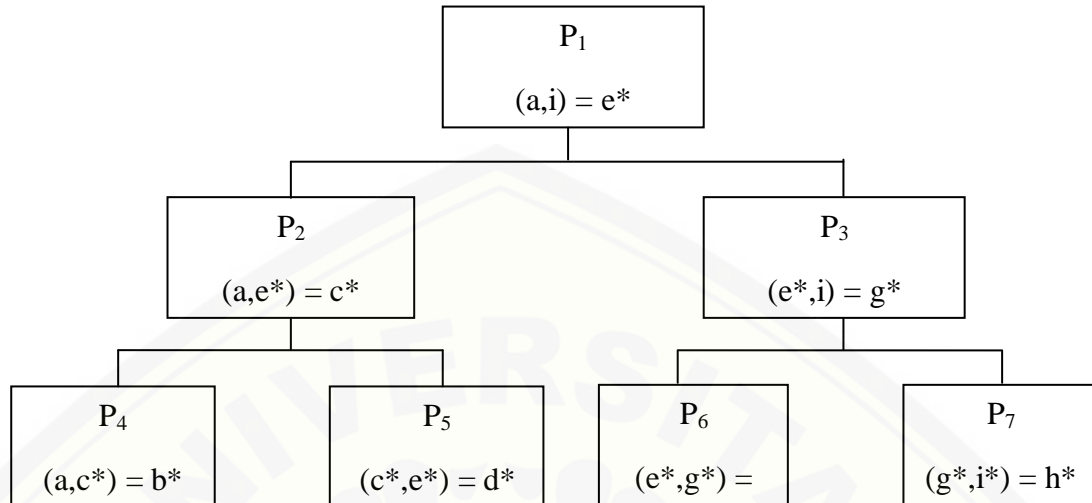 P₁
(a,i) = e*
P₂
P₃
(a,e*) = c*
(e*,i) = g*
P₄
P₅
P₆
P₇
(a,c*) = b*
(c*,e*) = d*
(e*,g*) =
(g*,i*) = h*